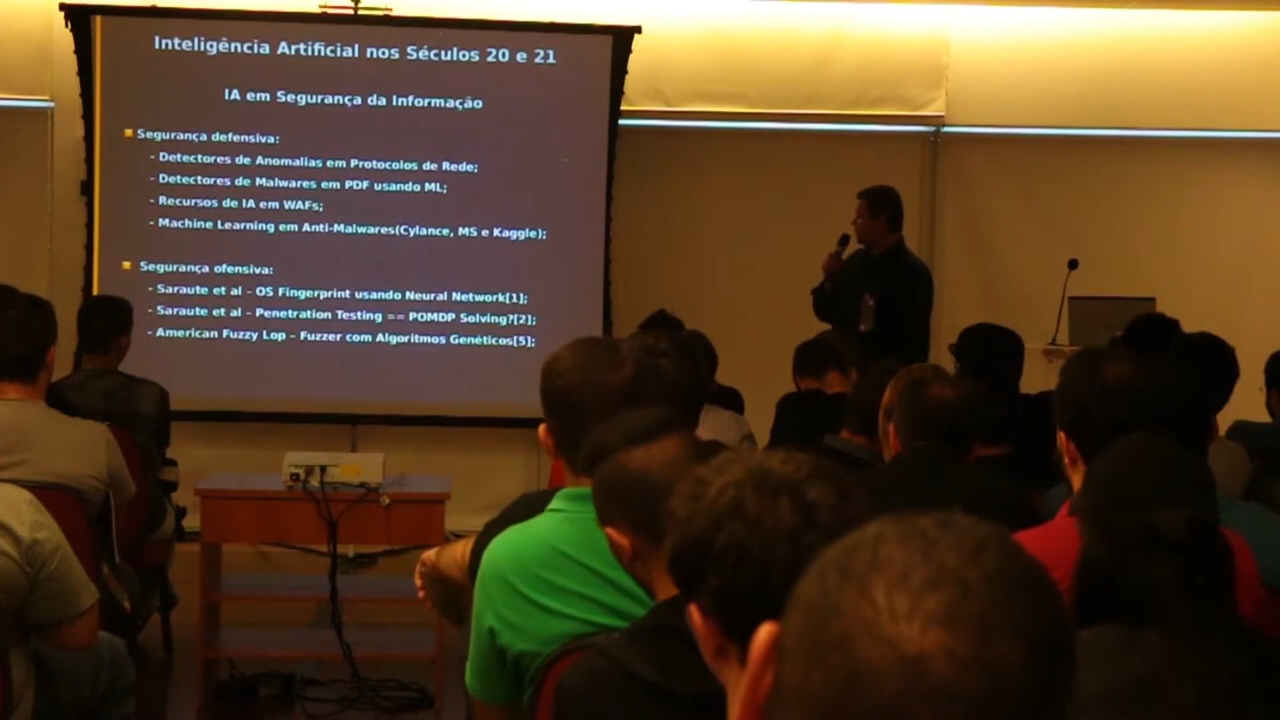 Inteligência Artificial nos Séculos 20 e 21
IA em Segurança da Informação
Segurança defensiva:
- Detectores de Anomalias em Protocolos de Rede;
- Detectores de Malwares em PDF usando ML;
- Recursos de IA em WAFs;
- Machine Learning em Anti-Malwares(Cylance, MS e Kaggle);
Segurança ofensiva:
- Saraute et al – OS Fingerprint usando Neural Network[1];
- Saraute et al – Penetration Testing == POMDP Solving?[2];
- American Fuzzy Lop – Fuzzer com Algoritmos Genéticos[5];